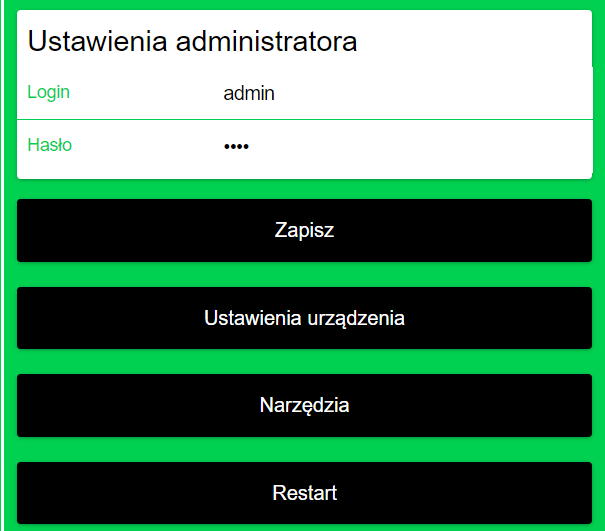 Ustawienia administratora
Login admin
Hasło ••••
Zapisz
Ustawienia urządzenia
Narzędzia
Restart